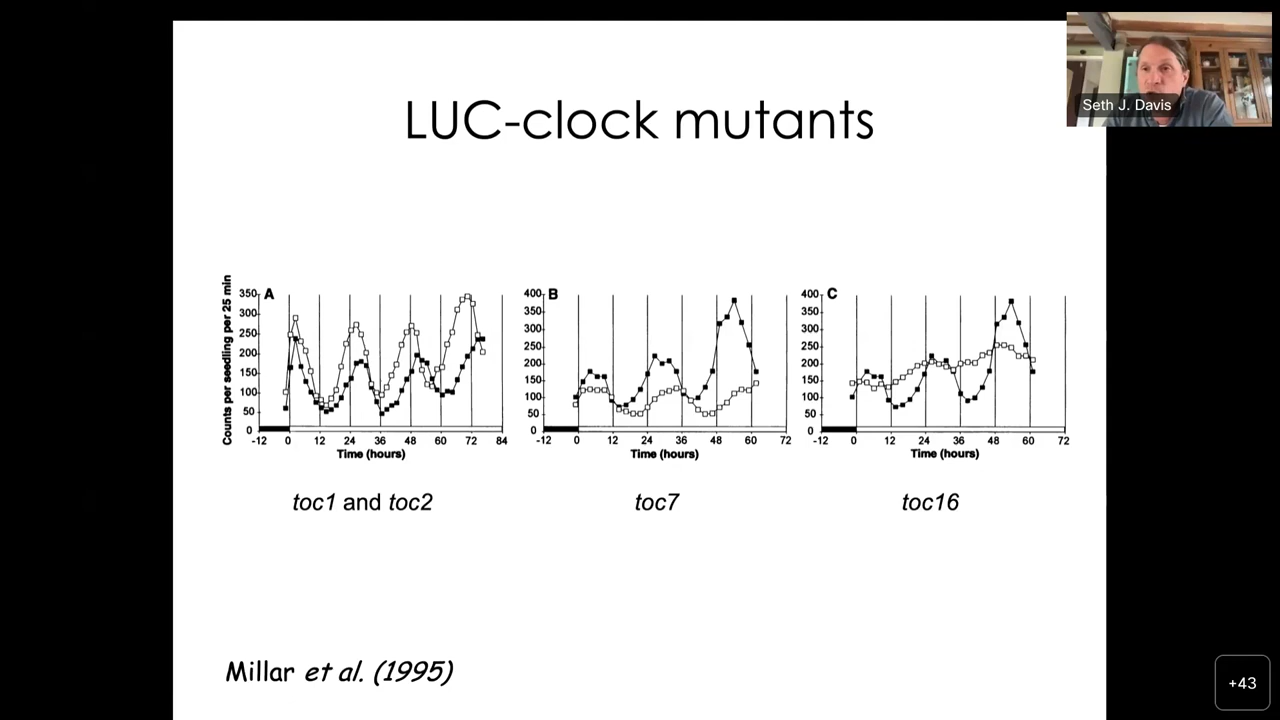 LUC-clock mutants
Seth J. Davis
Counts per seedling per 25 min
A
350
300
250
200
150
100
50
0
-12 0 12 24 36 48 60 72 84
Time (hours)
B
400
350
300
250
200
150
100
50
0
-12 0 12 24 36 48 60 72
Time (hours)
C
400
350
300
250
200
150
100
50
0
-12 0 12 24 36 48 60 72
Time (hours)
toc1 and toc2
toc7
toc16
Millar et al. (1995)
+43